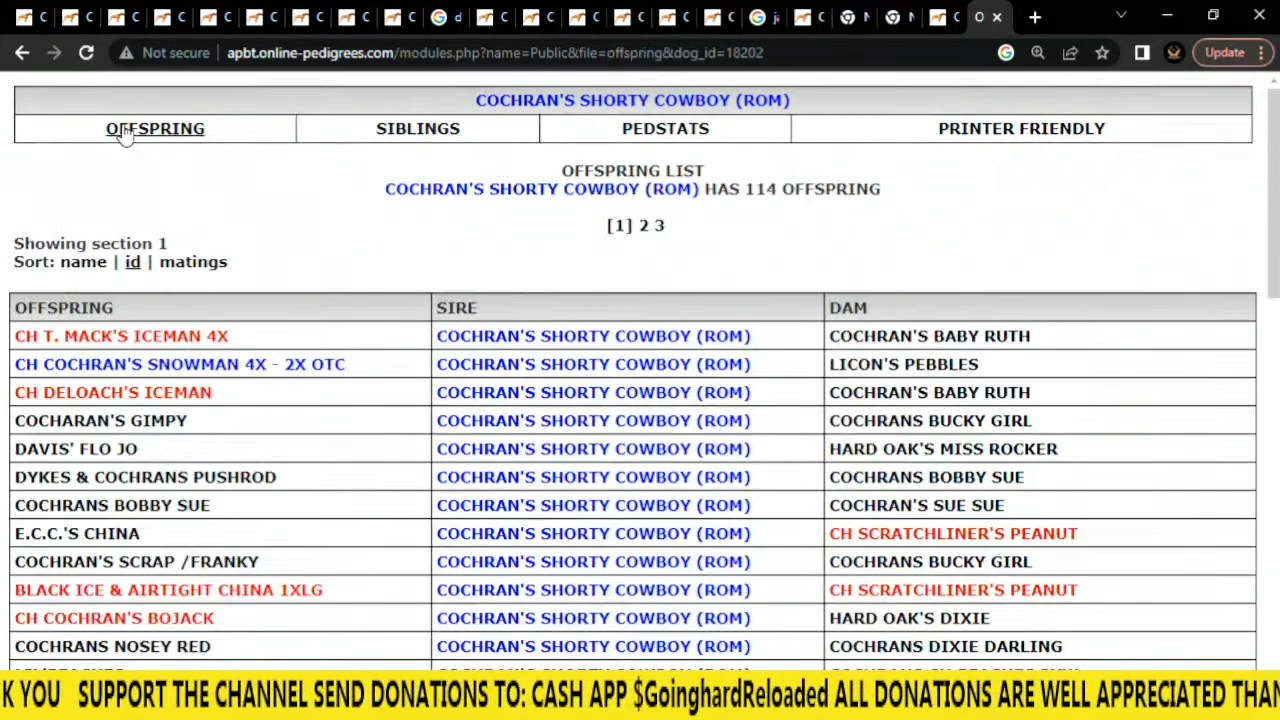 C C C C C C C C C d C C C C C C C N N C O
Not secure apbt.online-pedigrees.com/modules.php?name=Public&file=offspring&dog_id=18202 Update
COCHRAN'S SHORTY COWBOY (ROM)
OFFSPRING SIBLINGS PEDSTATS PRINTER FRIENDLY
OFFSPRING LIST
COCHRAN'S SHORTY COWBOY (ROM) HAS 114 OFFSPRING
[1] 2 3
Showing section 1
Sort: name | id | matings
OFFSPRING SIRE DAM
CH T. MACK'S ICEMAN 4X COCHRAN'S SHORTY COWBOY (ROM) COCHRAN'S BABY RUTH
CH COCHRAN'S SNOWMAN 4X - 2X OTC COCHRAN'S SHORTY COWBOY (ROM) LICON'S PEBBLES
CH DELOACH'S ICEMAN COCHRAN'S SHORTY COWBOY (ROM) COCHRAN'S BABY RUTH
COCHARAN'S GIMPY COCHRAN'S SHORTY COWBOY (ROM) COCHRANS BUCKY GIRL
DAVIS' FLO JO COCHRAN'S SHORTY COWBOY (ROM) HARD OAK'S MISS ROCKER
DYKES & COCHRANS PUSHROD COCHRAN'S SHORTY COWBOY (ROM) COCHRANS BOBBY SUE
COCHRANS BOBBY SUE COCHRAN'S SHORTY COWBOY (ROM) COCHRAN'S SUE SUE
E.C.C.'S CHINA COCHRAN'S SHORTY COWBOY (ROM) CH SCRATCHLINER'S PEANUT
COCHRAN'S SCRAP /FRANKY COCHRAN'S SHORTY COWBOY (ROM) COCHRANS BUCKY GIRL
BLACK ICE & AIRTIGHT CHINA 1XLG COCHRAN'S SHORTY COWBOY (ROM) CH SCRATCHLINER'S PEANUT
CH COCHRAN'S BOJACK COCHRAN'S SHORTY COWBOY (ROM) HARD OAK'S DIXIE
COCHRANS NOSEY RED COCHRAN'S SHORTY COWBOY (ROM) COCHRANS DIXIE DARLING
K YOU SUPPORT THE CHANNEL SEND DONATIONS TO: CASH APP $GoinghardReloaded ALL DONATIONS ARE WELL APPRECIATED THAN